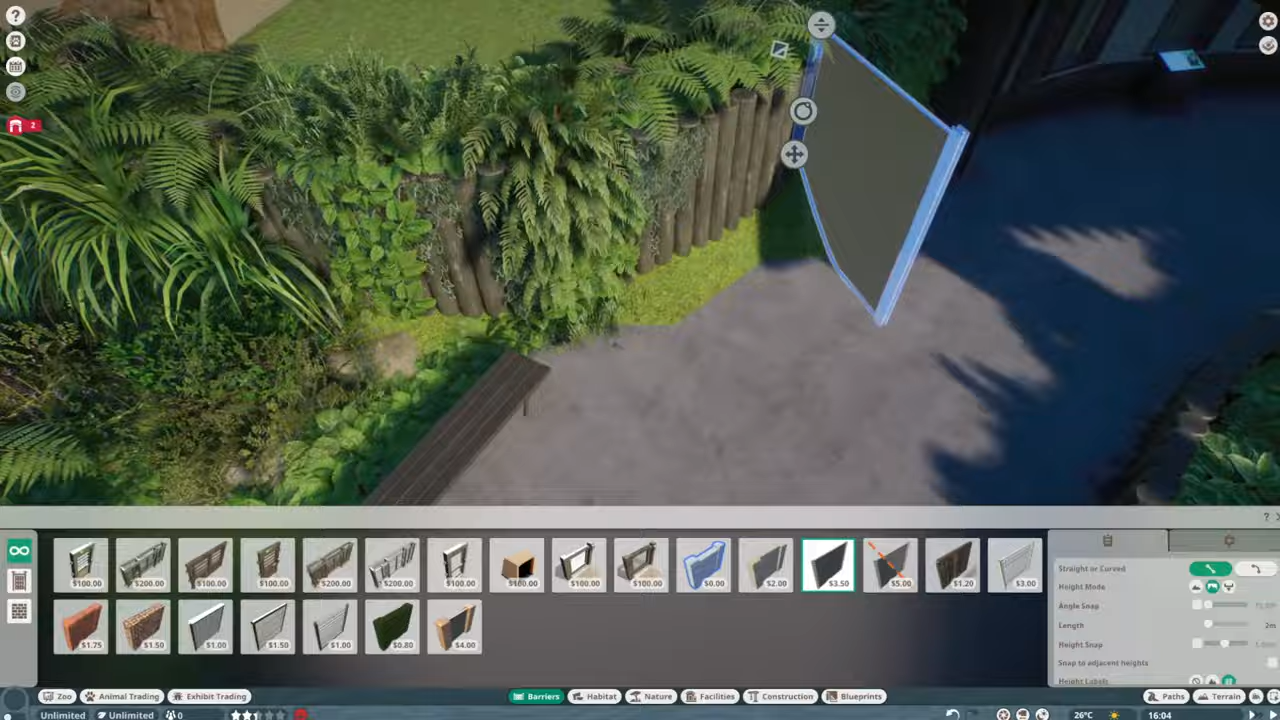 ?
2
?
$100.00 $200.00 $100.00 $100.00 $200.00 $200.00 $100.00 $100.00 $100.00 $100.00 $0.00 $2.00 $3.50 $5.00 $1.20 $3.00
$1.75 $1.50 $1.00 $1.50 $1.00 $0.80 $4.00
Straight or Curved
Height Mode
Angle Snap
Length 2m
Height Snap
Snap to adjacent heights
Height Labels
Zoo Animal Trading Exhibit Trading Barriers Habitat Nature Facilities Construction Blueprints Paths Terrain
Unlimited Unlimited 0 26°C 16:04